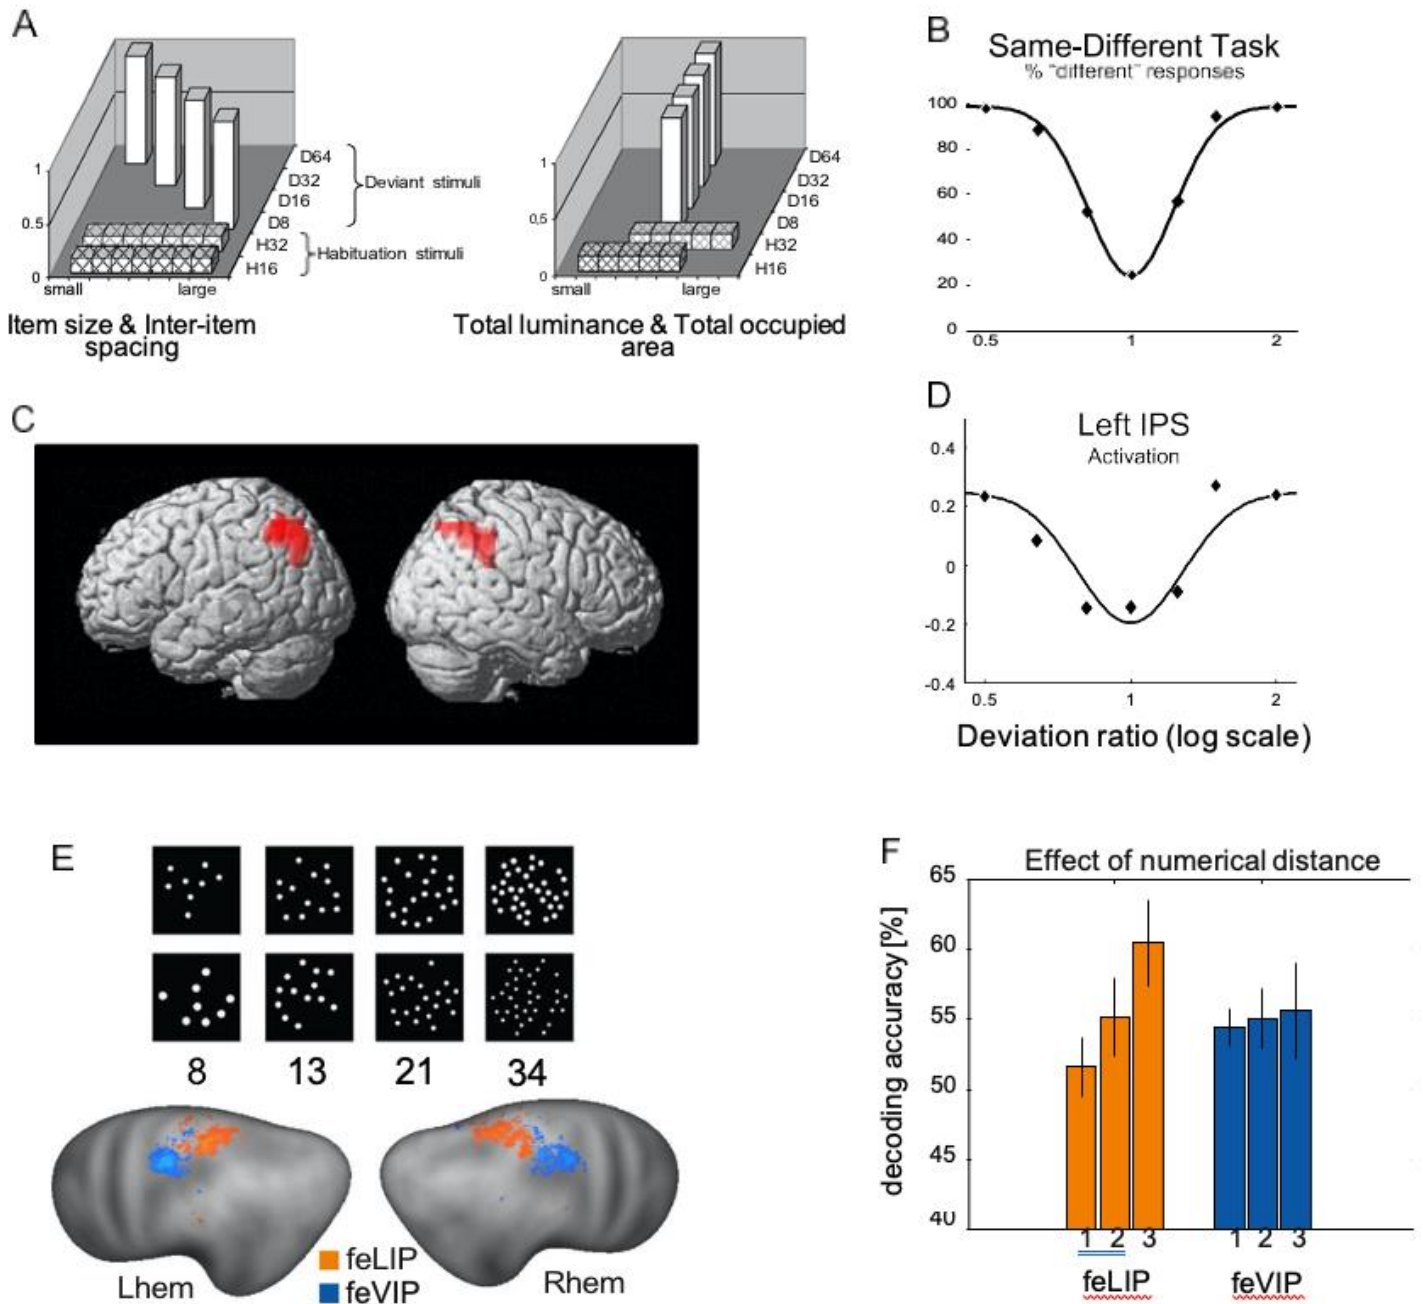 A
1
0.5
0
small
large
D64
D32
D16
D8
H32
H16
Deviant stimuli
Habituation stimuli
Item size & Inter-item
spacing
1
0,5
0
small
large
D64
D32
D16
D8
H32
H16
Total luminance & Total occupied
area
B
Same-Different Task
% "different" responses
100
80
60
40
20
0
0.5
1
2
C
D
Left IPS
Activation
0.4
0.2
0
-0.2
-0.4
0.5
1
2
Deviation ratio (log scale)
E
8
13
21
34
Lhem
feLIP
feVIP
Rhem
F
Effect of numerical distance
decoding accuracy [%]
65
60
55
50
45
40
1 2 3
1 2 3
feLIP
feVIP